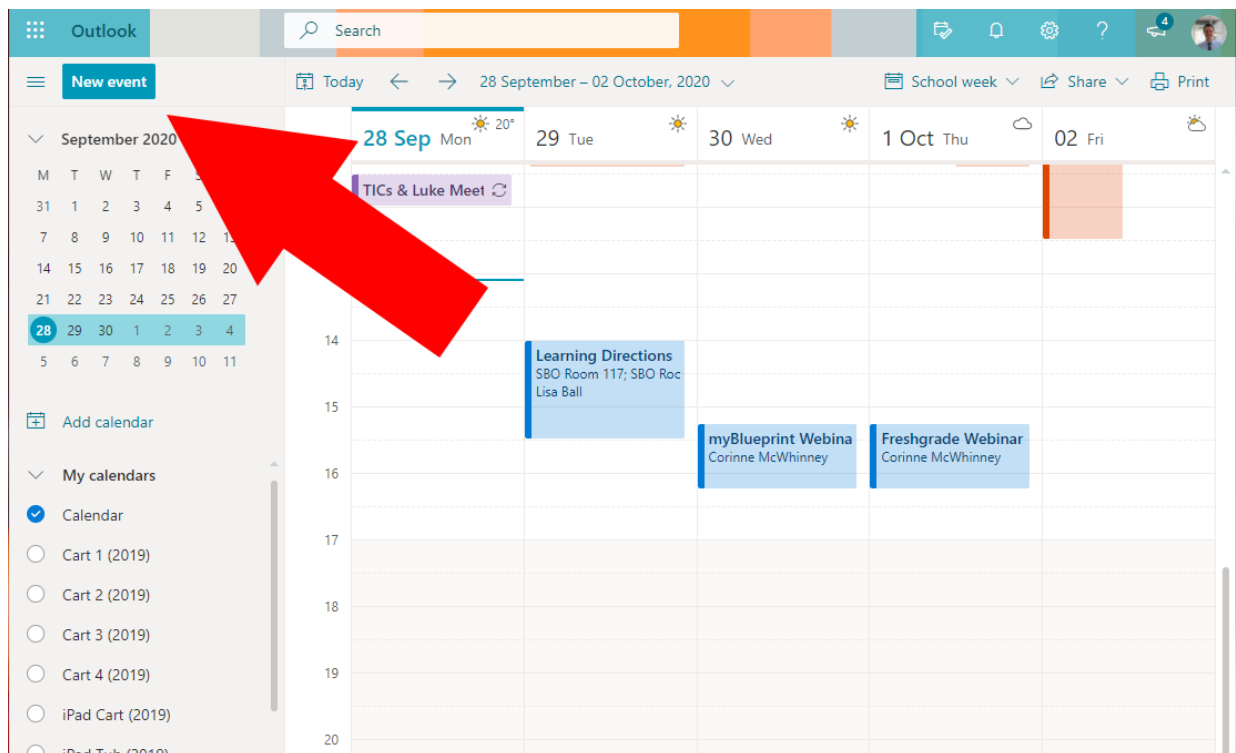 Outlook
Search
4
New event
Today
28 September – 02 October, 2020
School week
Share
Print
September 2020
M T W T F S
31 1 2 3 4 5
7 8 9 10 11 12
14 15 16 17 18 19 20
21 22 23 24 25 26 27
28 29 30 1 2 3 4
5 6 7 8 9 10 11
Add calendar
My calendars
Calendar
Cart 1 (2019)
Cart 2 (2019)
Cart 3 (2019)
Cart 4 (2019)
iPad Cart (2019)
iPad Tub (2019)
28 Sep Mon 20°
29 Tue
30 Wed
1 Oct Thu
02 Fri
TICs & Luke Meet
14
Learning Directions
SBO Room 117; SBO Roc
Lisa Ball
15
myBlueprint Webina
Corinne McWhinney
Freshgrade Webinar
Corinne McWhinney
16
17
18
19
20